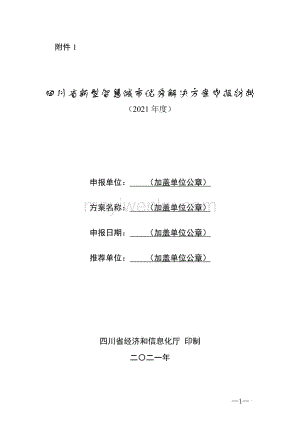 附件 1
四川省新型智慧城市优秀解决方案申报材料
（2021 年度）
申报单位： （加盖单位公章）
方案名称： （加盖单位公章）
申报日期： （加盖单位公章）
推荐单位： （加盖单位公章）
四川省经济和信息化厅 印制
二〇二一年
—1—